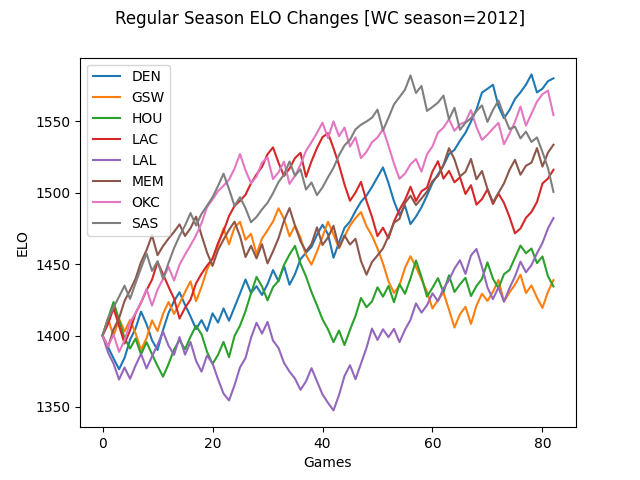 Regular Season ELO Changes [WC season=2012]
DEN
GSW
HOU
LAC
LAL
MEM
OKC
SAS
1550
1500
1450
1400
1350
ELO
0 20 40 60 80
Games